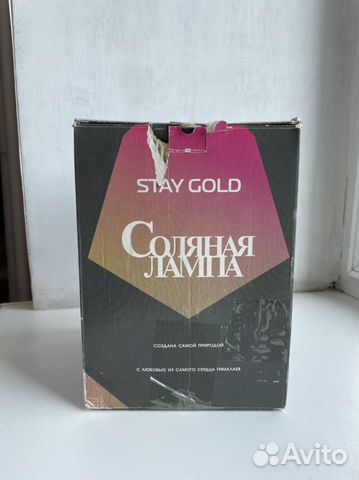 STAY GOLD
СОЛЯНАЯ
ЛАМПА
СОЗДАНА САМОЙ ПРИРОДОЙ
С ЛЮБОВЬЮ ИЗ САМОГО СЕРДЦА ГИМАЛАЕВ
Avito